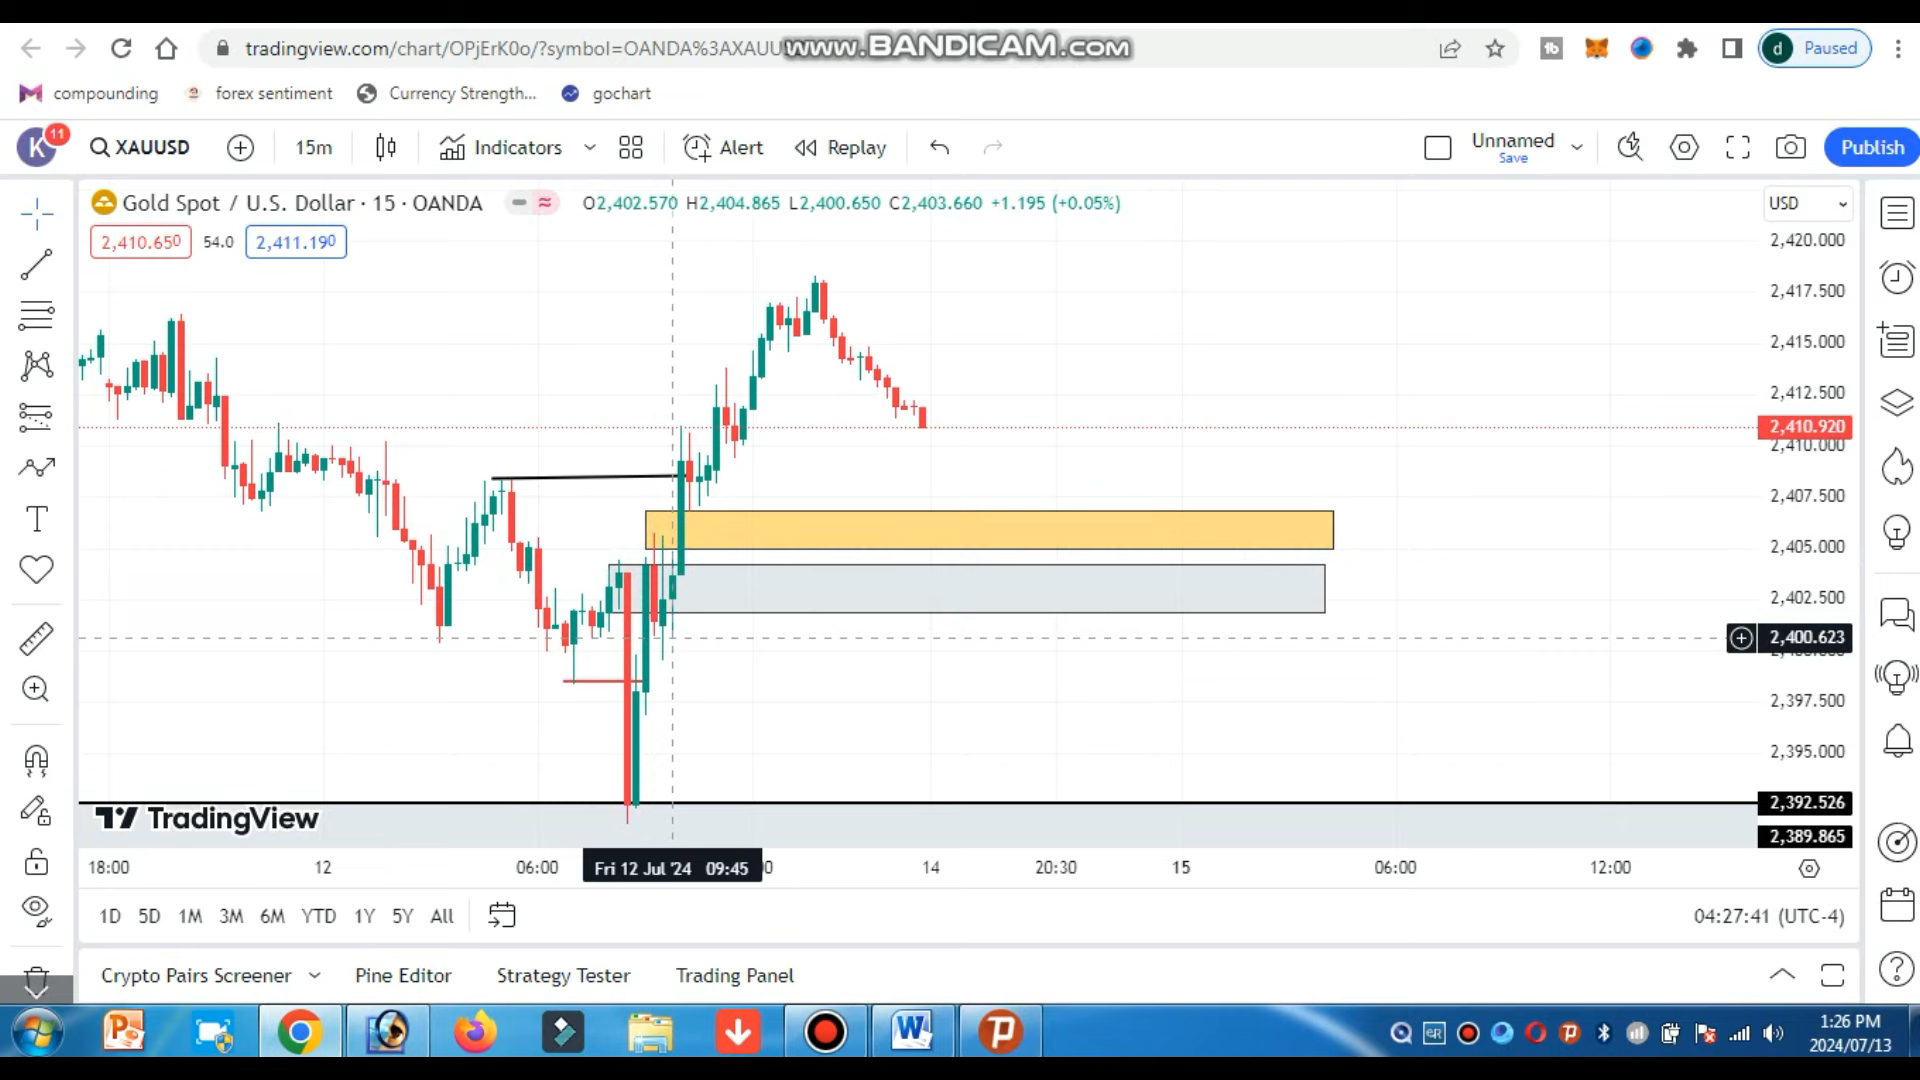 tradingview.com/chart/OPjErK0o/?symbol=OANDA%3AXAUU
www.BANDICAM.com
d Paused
compounding
forex sentiment
Currency Strength...
gochart
K 11
XAUUSD
15m
Indicators
Alert
Replay
Unnamed
Save
Publish
Gold Spot / U.S. Dollar · 15 · OANDA
O2,402.570 H2,404.865 L2,400.650 C2,403.660 +1.195 (+0.05%)
USD
2,410.650 54.0 2,411.190
2,420.000
2,417.500
2,415.000
2,412.500
2,410.920
2,410.000
2,407.500
2,405.000
2,402.500
2,400.623
2,397.500
2,395.000
2,392.526
2,389.865
TradingView
18:00 12 06:00 Fri 12 Jul '24 09:45 14 20:30 15 06:00 12:00
1D 5D 1M 3M 6M YTD 1Y 5Y All
04:27:41 (UTC-4)
Crypto Pairs Screener
Pine Editor
Strategy Tester
Trading Panel
1:26 PM
2024/07/13